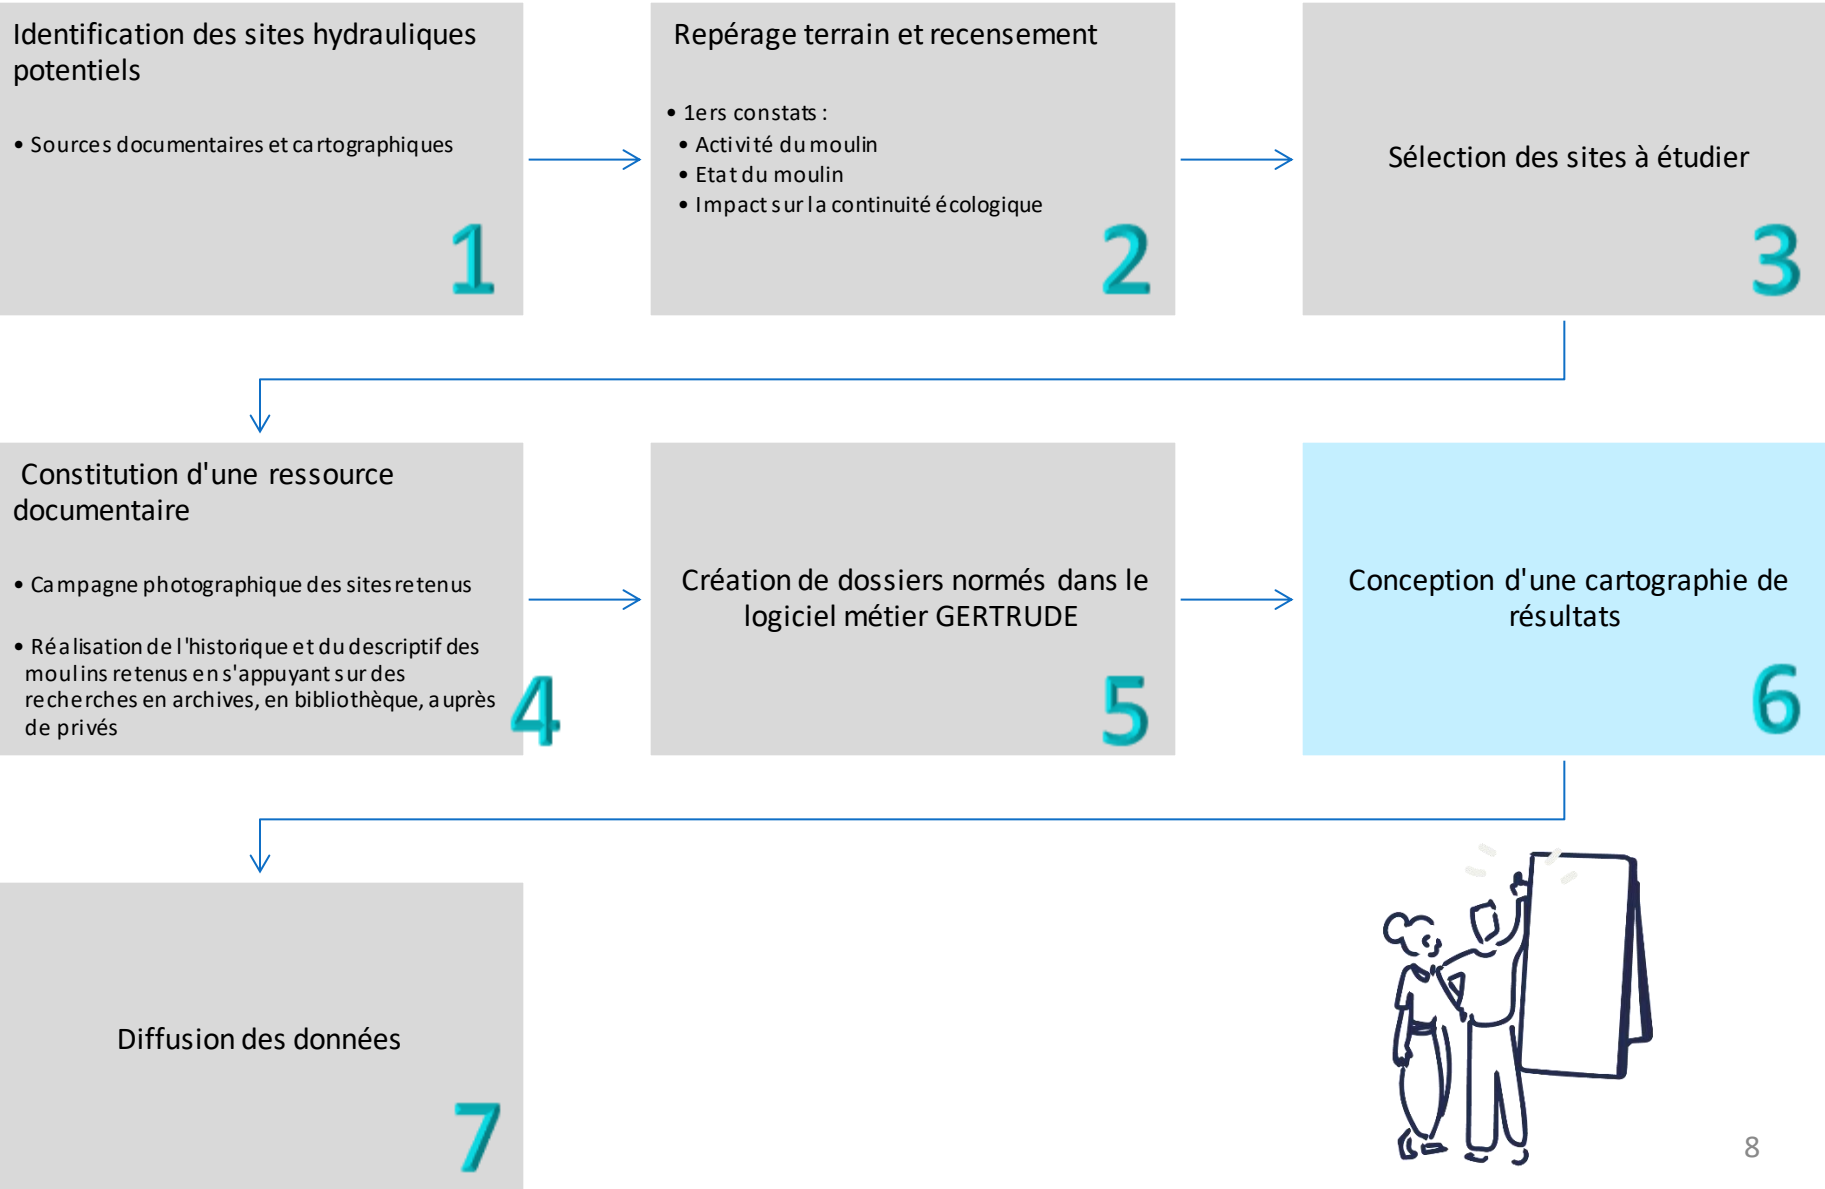 Identification des sites hydrauliques
potentiels
• Sources documentaires et cartographiques
1
Repérage terrain et recensement
• 1ers constats :
• Activité du moulin
• Etat du moulin
• Impact sur la continuité écologique
2
Sélection des sites à étudier
3
Constitution d'une ressource
documentaire
• Campagne photographique des sites retenus
• Réalisation de l'historique et du descriptif des
moulins retenus en s'appuyant sur des
recherches en archives, en bibliothèque, auprès
de privés
4
Création de dossiers normés dans le
logiciel métier GERTRUDE
5
Conception d'une cartographie de
résultats
6
Diffusion des données
7
8